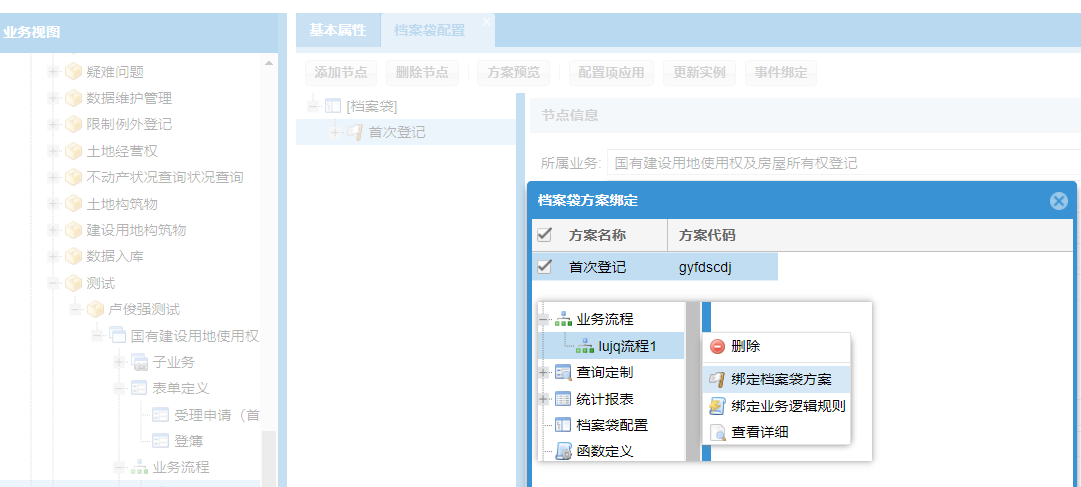 业务视图
疑难问题
数据维护管理
限制例外登记
土地经营权
不动产状况查询状况查询
土地构筑物
建设用地构筑物
数据入库
测试
卢俊强测试
国有建设用地使用权
子业务
表单定义
受理申请（首
登簿
业务流程
基本属性 档案袋配置
添加节点 删除节点 方案预览 配置项应用 更新实例 事件绑定
[档案袋]
首次登记
节点信息
所属业务: 国有建设用地使用权及房屋所有权登记
档案袋方案绑定
方案名称 方案代码
首次登记 gyfdscdj
业务流程
lujq流程1
查询定制
统计报表
档案袋配置
函数定义
删除
绑定档案袋方案
绑定业务逻辑规则
查看详细